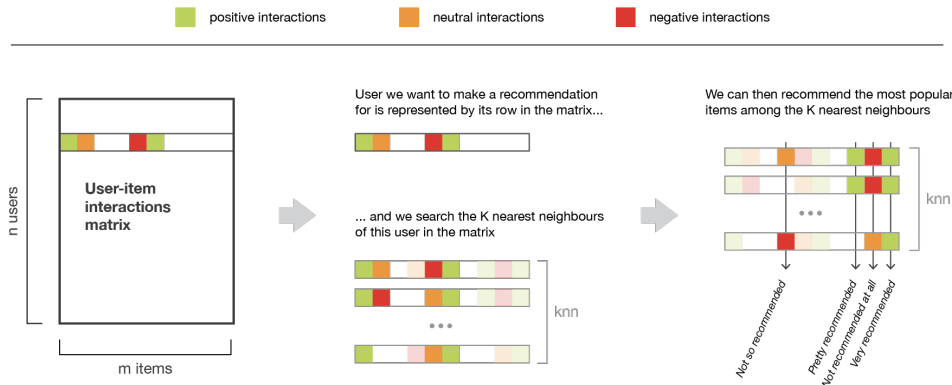 positive interactions
neutral interactions
negative interactions
User we want to make a recommendation
for is represented by its row in the matrix...
We can then recommend the most popular
items among the K nearest neighbours
n users
User-item
interactions
matrix
m items
... and we search the K nearest neighbours
of this user in the matrix
knn
knn
Not so recommended
Pretty recommended
Not recommended at all
Very recommended